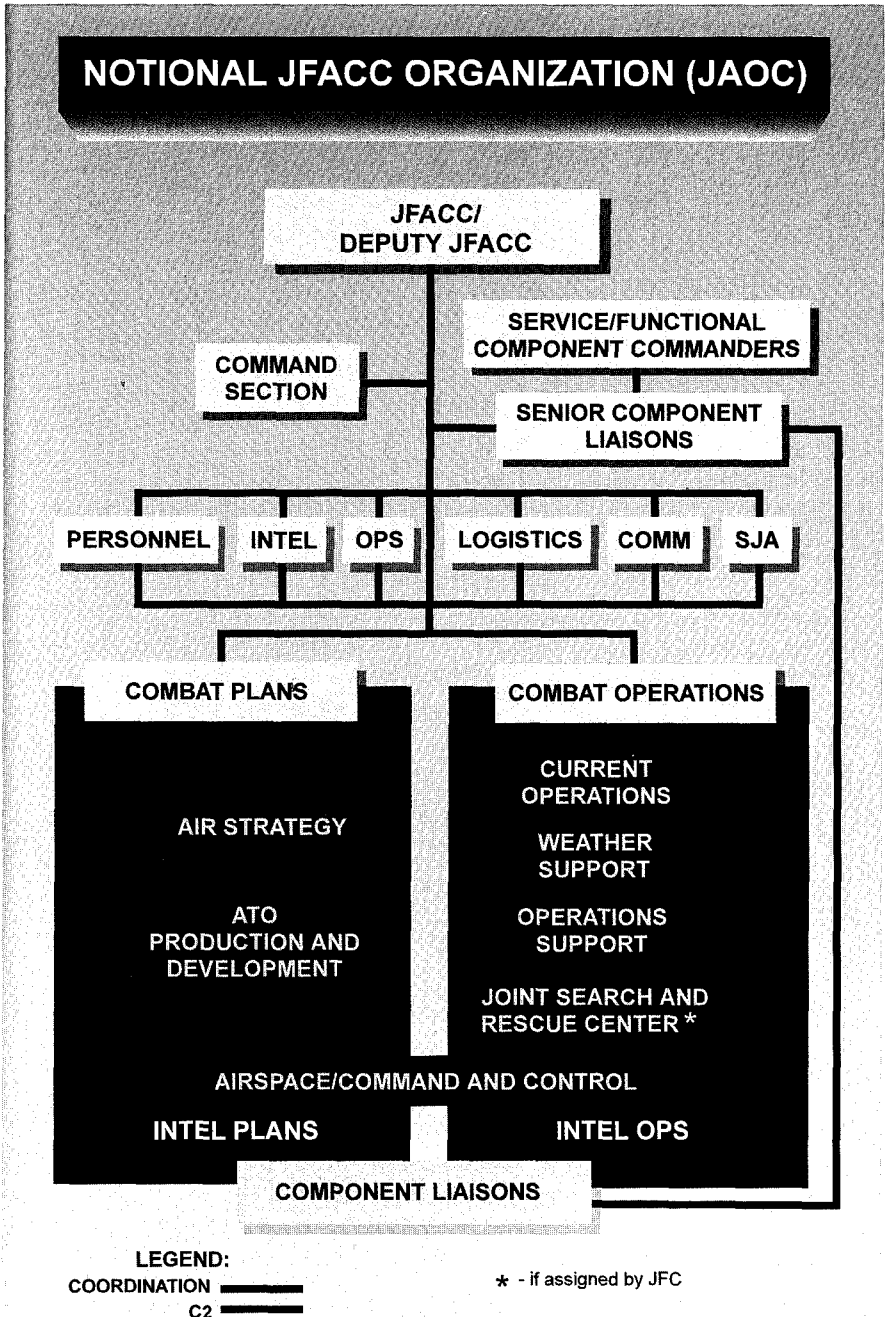 NOTIONAL JFACC ORGANIZATION (JAOC)
JFACC/
DEPUTY JFACC
SERVICE/FUNCTIONAL
COMPONENT COMMANDERS
COMMAND
SECTION
SENIOR COMPONENT
LIAISONS
PERSONNEL
INTEL
OPS
LOGISTICS
COMM
SJA
COMBAT PLANS
AIR STRATEGY
ATO
PRODUCTION AND
DEVELOPMENT
COMBAT OPERATIONS
CURRENT
OPERATIONS
WEATHER
SUPPORT
OPERATIONS
SUPPORT
JOINT SEARCH AND
RESCUE CENTER*
AIRSPACE/COMMAND AND CONTROL
INTEL PLANS
INTEL OPS
COMPONENT LIAISONS
LEGEND:
COORDINATION
C2
* - if assigned by JFC